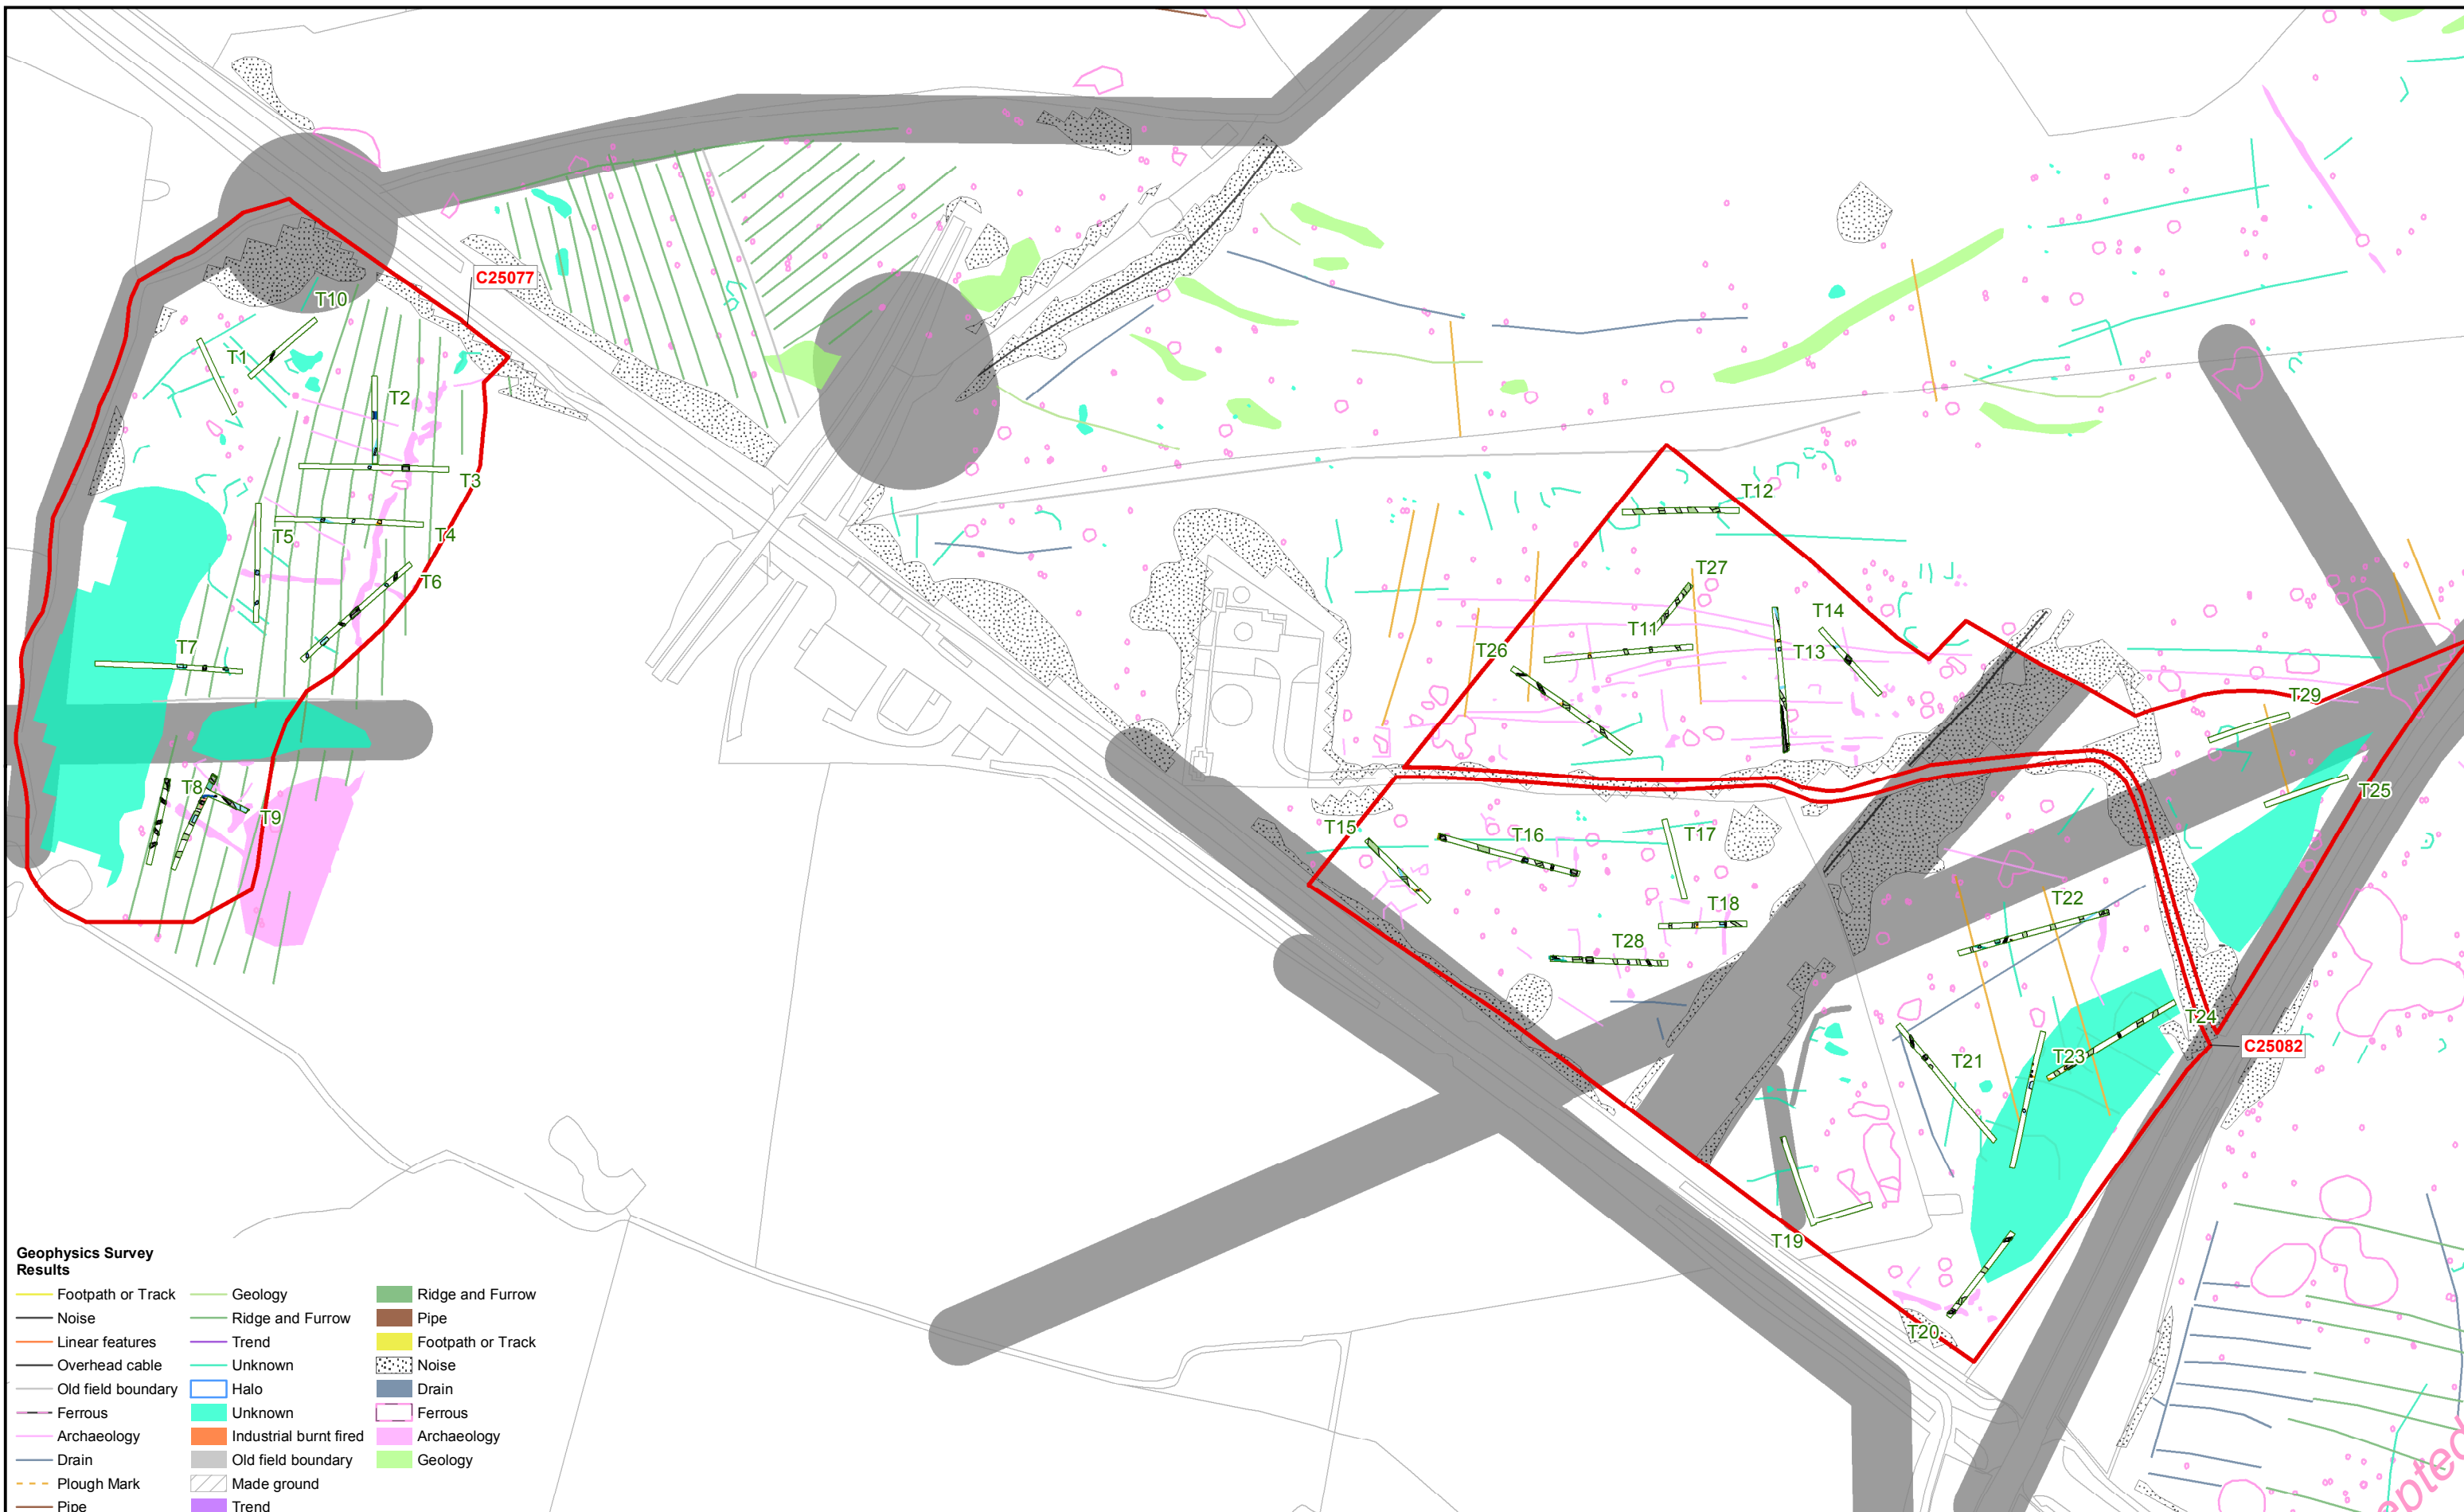 C25077
T10
T1
T2
T3
T5
T4
T6
T7
T8
T9
T12
T27
T14
T11
T26
T13
T29
T25
T15
T16
T17
T22
T18
T28
T24
C25082
T21
T23
T19
T20
Geophysics Survey
Results
Footpath or Track
Noise
Linear features
Overhead cable
Old field boundary
Ferrous
Archaeology
Drain
Plough Mark
Pipe
Geology
Ridge and Furrow
Trend
Unknown
Halo
Unknown
Industrial burnt fired
Old field boundary
Made ground
Trend
Ridge and Furrow
Pipe
Footpath or Track
Noise
Drain
Ferrous
Archaeology
Geology